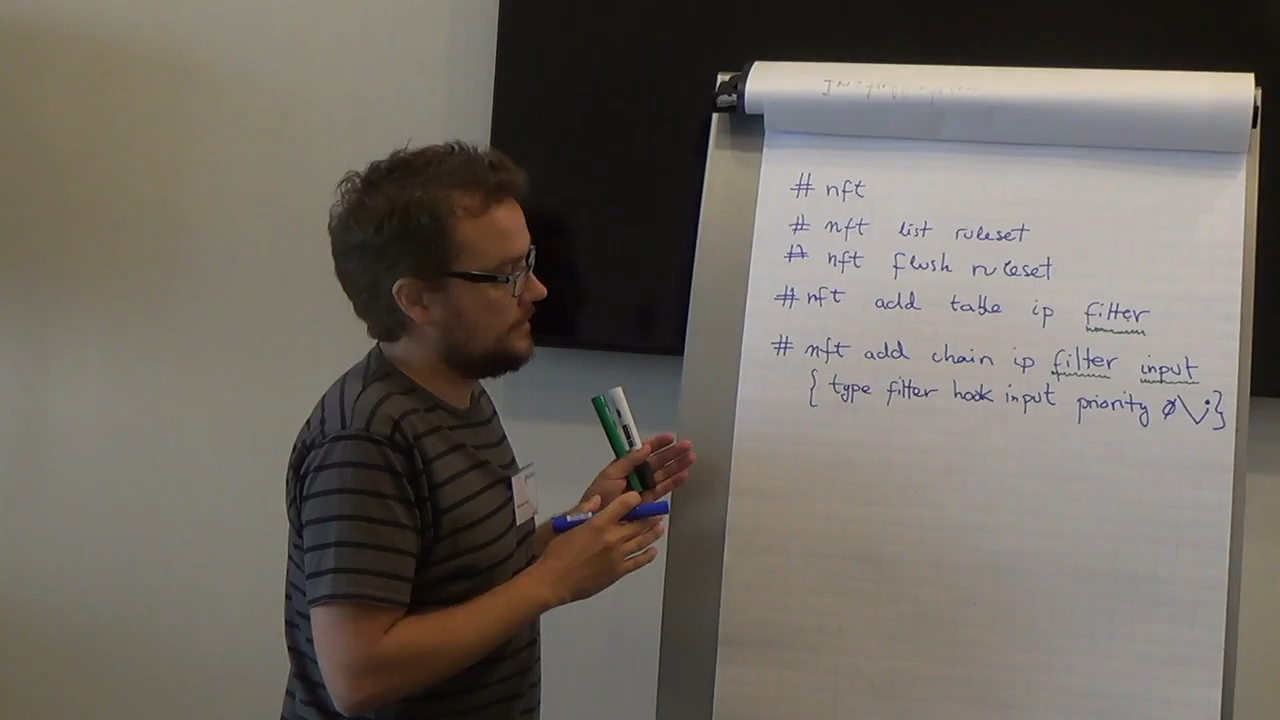 # nft
# nft list ruleset
# nft flush ruleset
# nft add table ip filter
# nft add chain ip filter input
{ type filter hook input priority 0 \; }